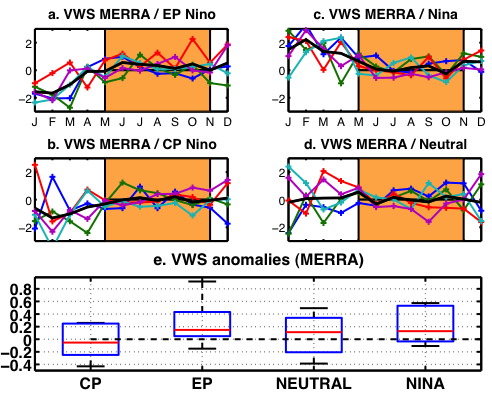 a. VWS MERRA / EP Nino
2
0
−2
J F M A M J J A S O N D
c. VWS MERRA / Nina
2
0
−2
J F M A M J J A S O N D
b. VWS MERRA / CP Nino
2
0
−2
d. VWS MERRA / Neutral
2
0
−2
e. VWS anomalies (MERRA)
0.8
0.6
0.4
0.2
0
−0.2
−0.4
CP EP NEUTRAL NINA